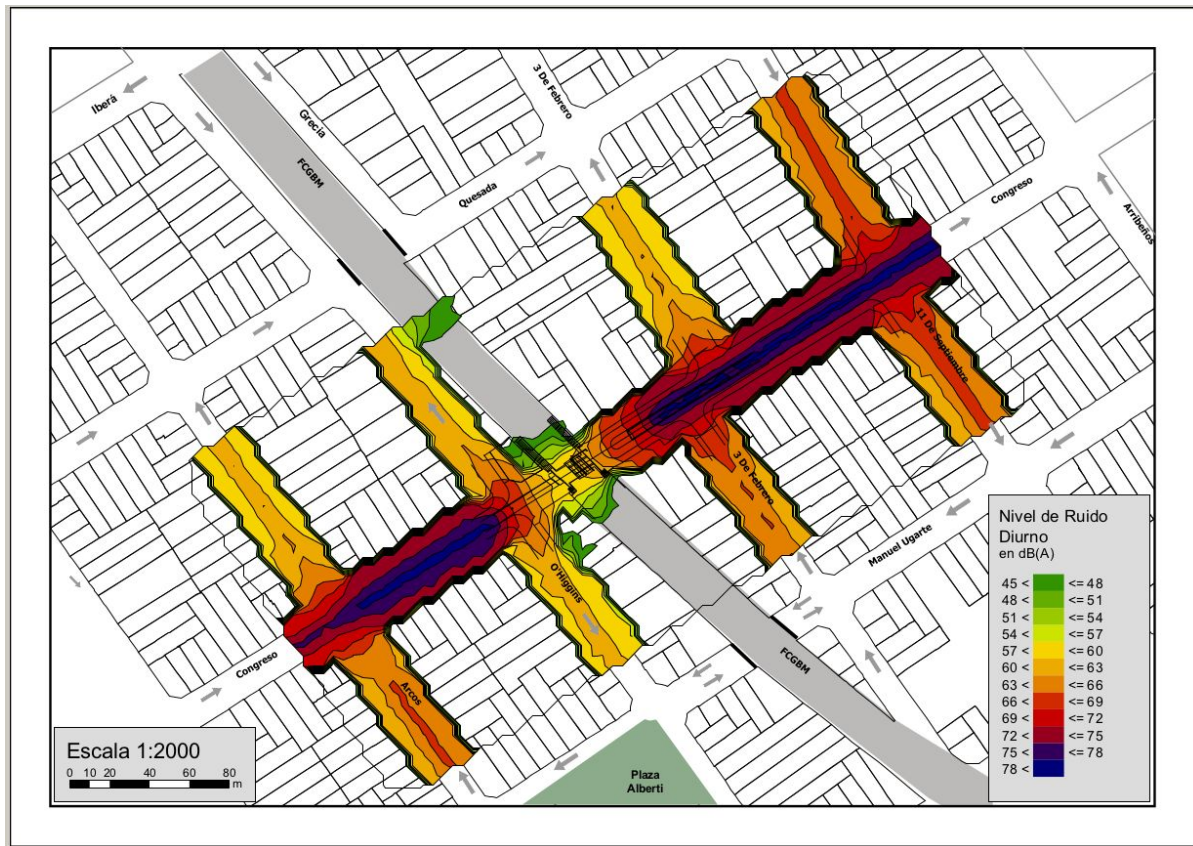 Iberá
Grecia
3 De Febrero
FCGBM
Quesada
Congreso
Arribeños
11 De Septiembre
3 De Febrero
Manuel Ugarte
O'Higgins
Congreso
Arcos
FCGBM
Plaza
Alberti
Escala 1:2000
0 10 20 40 60 80
m
Nivel de Ruido
Diurno
en dB(A)
45 < <= 48
48 < <= 51
51 < <= 54
54 < <= 57
57 < <= 60
60 < <= 63
63 < <= 66
66 < <= 69
69 < <= 72
72 < <= 75
75 < <= 78
78 <